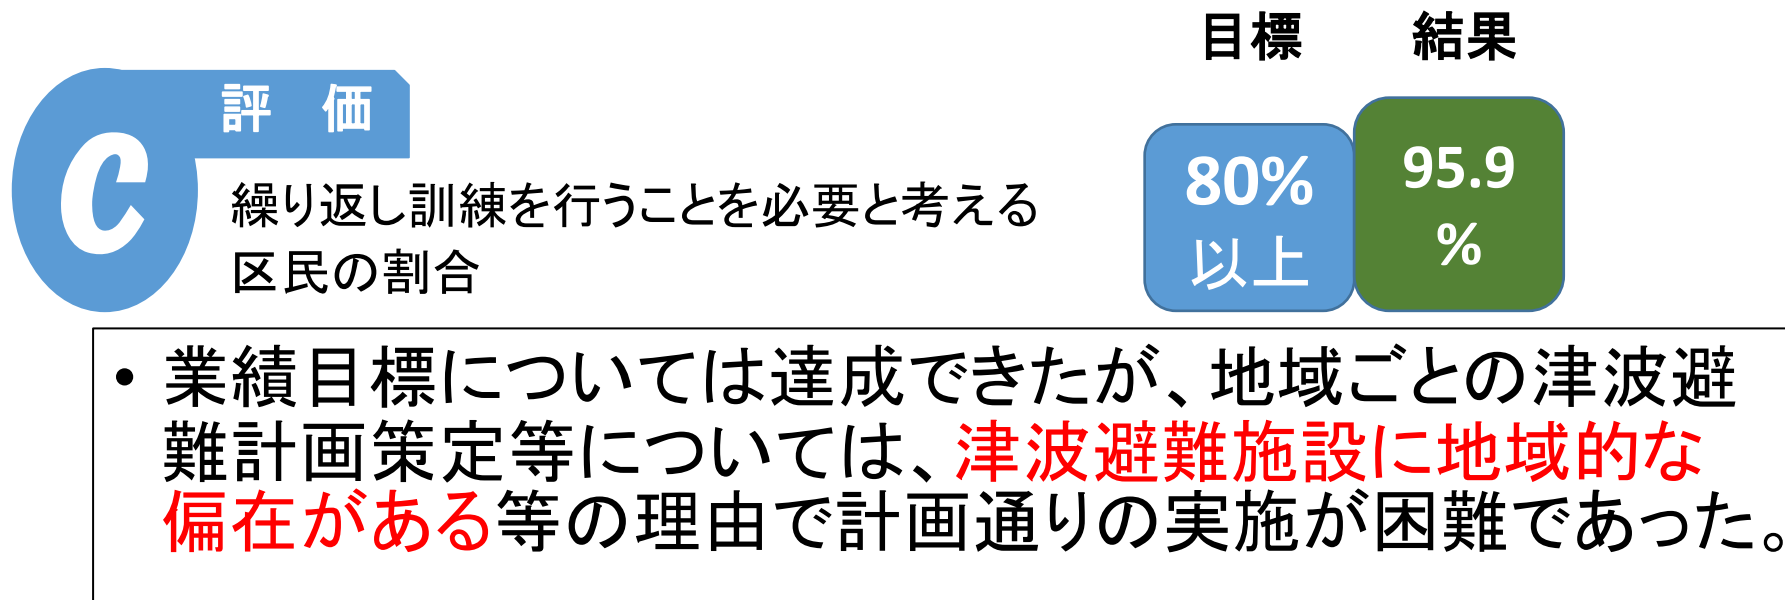 目標 結果
評 価
C
80%
以上
95.9
%
繰り返し訓練を行うことを必要と考える
区民の割合
• 業績目標については達成できたが、地域ごとの津波避
難計画策定等については、津波避難施設に地域的な
偏在がある等の理由で計画通りの実施が困難であった。